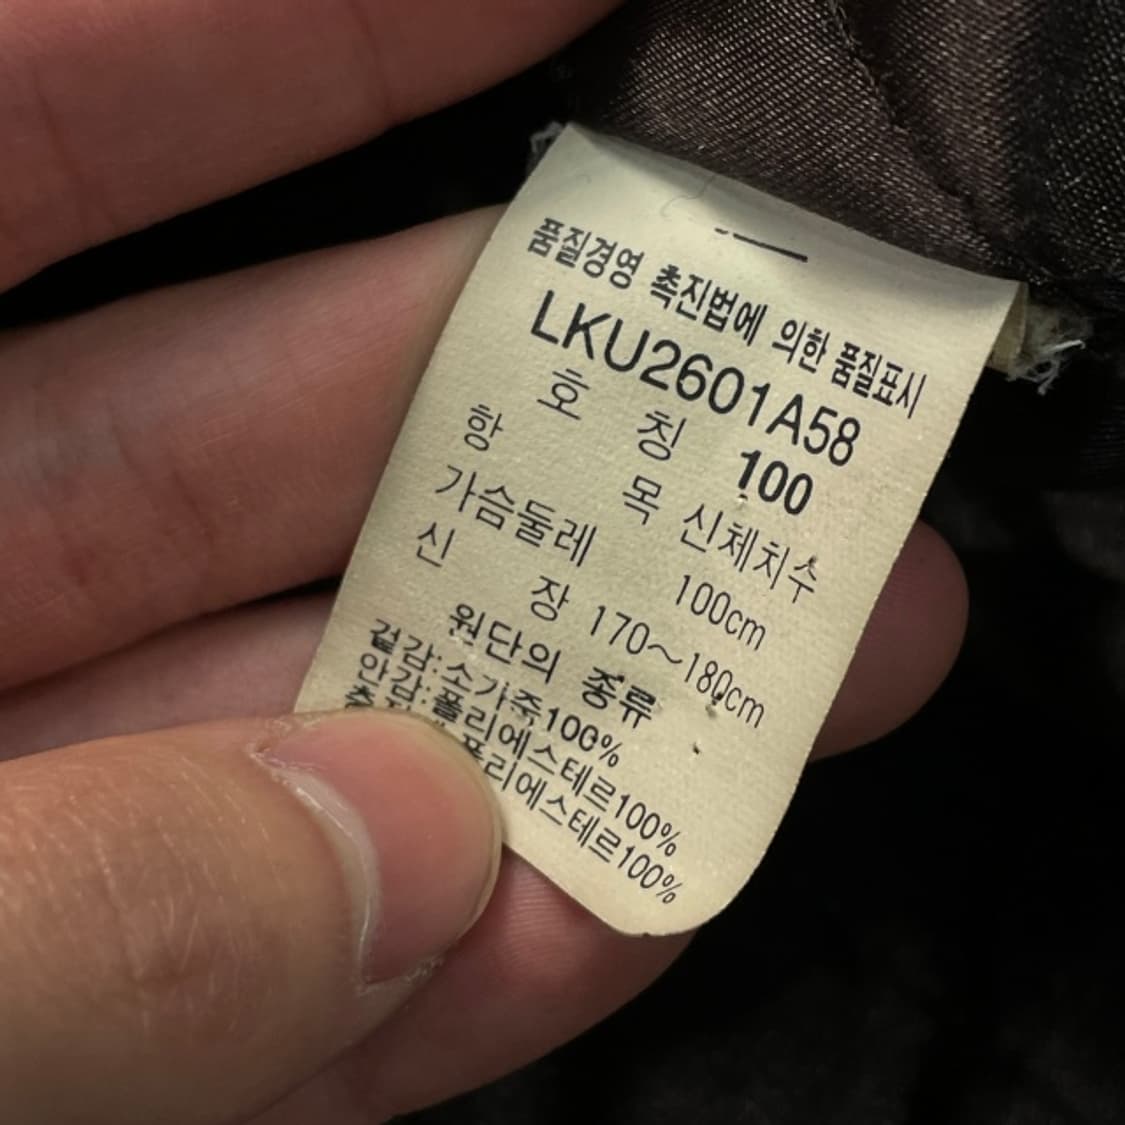 품질경영 촉진법에 의한 품질표시
LKU2601A58
호 칭 100
항 목 신체치수
가슴둘레 100cm
신 장 170~180cm
원단의 종류
겉감:소가죽100%
안감:폴리에스테르100%
폴리에스테르100%